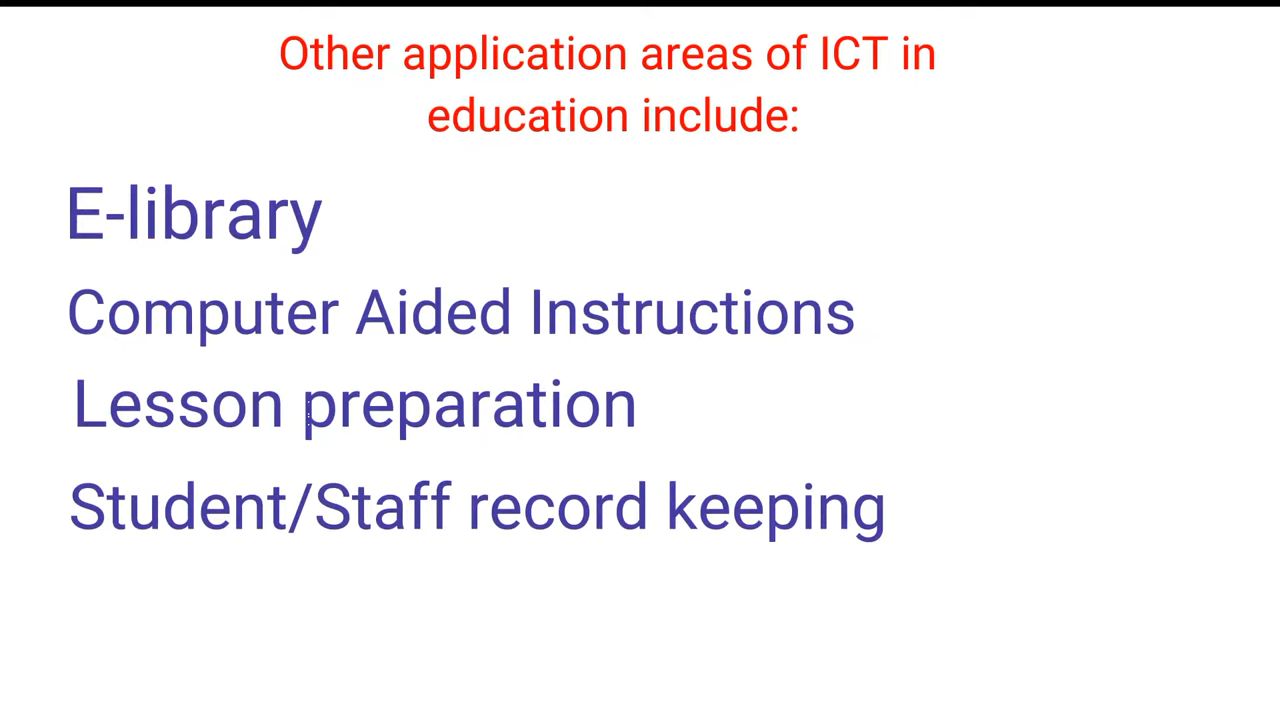 Other application areas of ICT in
education include:
E-library
Computer Aided Instructions
Lesson preparation
Student/Staff record keeping